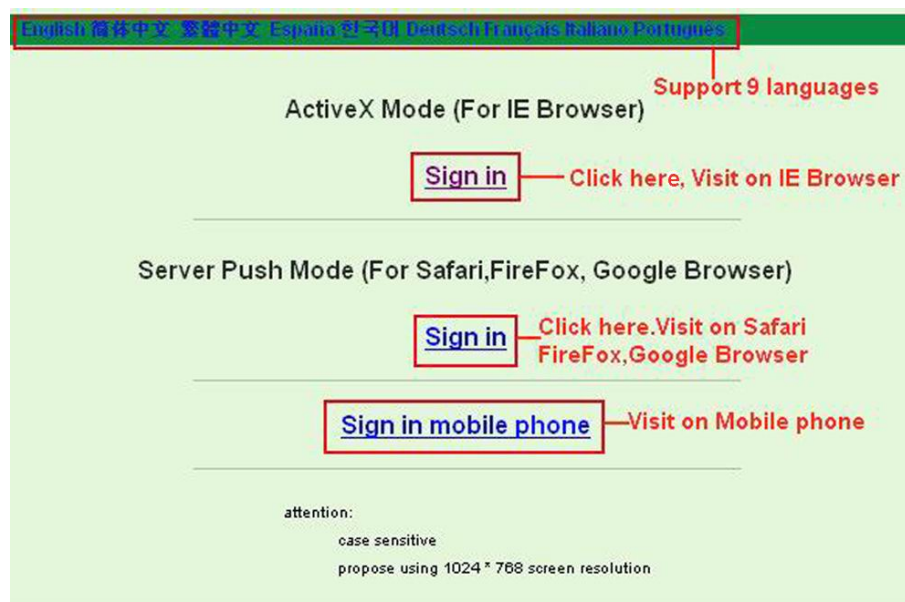 English 简体中文 繁體中文 España 한국어 Deutsch Français Italiano Português
Support 9 languages
ActiveX Mode (For IE Browser)
Sign in
Click here, Visit on IE Browser
Server Push Mode (For Safari,FireFox, Google Browser)
Sign in
Click here.Visit on Safari
FireFox,Google Browser
Sign in mobile phone
Visit on Mobile phone
attention:
case sensitive
propose using 1024 * 768 screen resolution